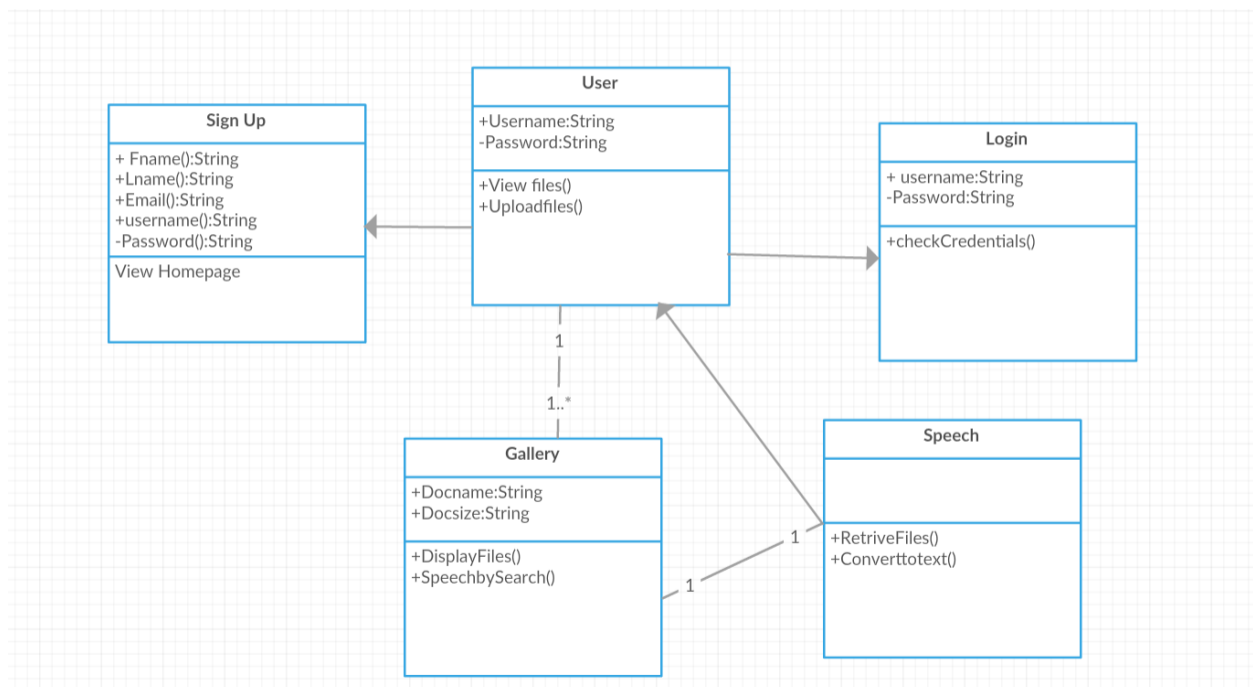 User
+Username:String
-Password:String
+View files()
+Uploadfiles()
Sign Up
+ Fname():String
+Lname():String
+Email():String
+username():String
-Password():String
View Homepage
Login
+ username:String
-Password:String
+checkCredentials()
1
1..*
Gallery
+Docname:String
+Docsize:String
+DisplayFiles()
+SpeechbySearch()
Speech
+RetriveFiles()
+Converttotext()
1
1